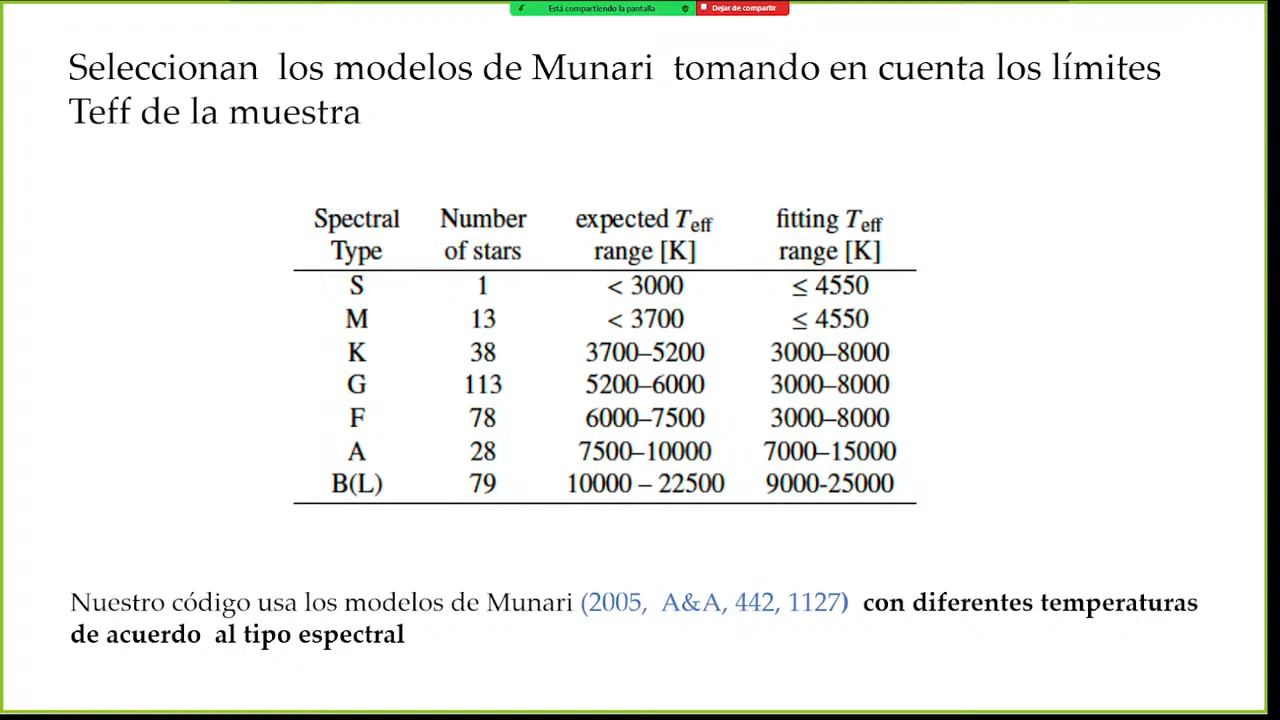 Está compartiendo la pantalla Dejar de compartir
Seleccionan los modelos de Munari tomando en cuenta los límites
Teff de la muestra
Spectral Number expected Teff fitting Teff
Type of stars range [K] range [K]
S 1 < 3000 ≤ 4550
M 13 < 3700 ≤ 4550
K 38 3700–5200 3000–8000
G 113 5200–6000 3000–8000
F 78 6000–7500 3000–8000
A 28 7500–10000 7000–15000
B(L) 79 10000 – 22500 9000-25000
Nuestro código usa los modelos de Munari (2005, A&A, 442, 1127) con diferentes temperaturas
de acuerdo al tipo espectral